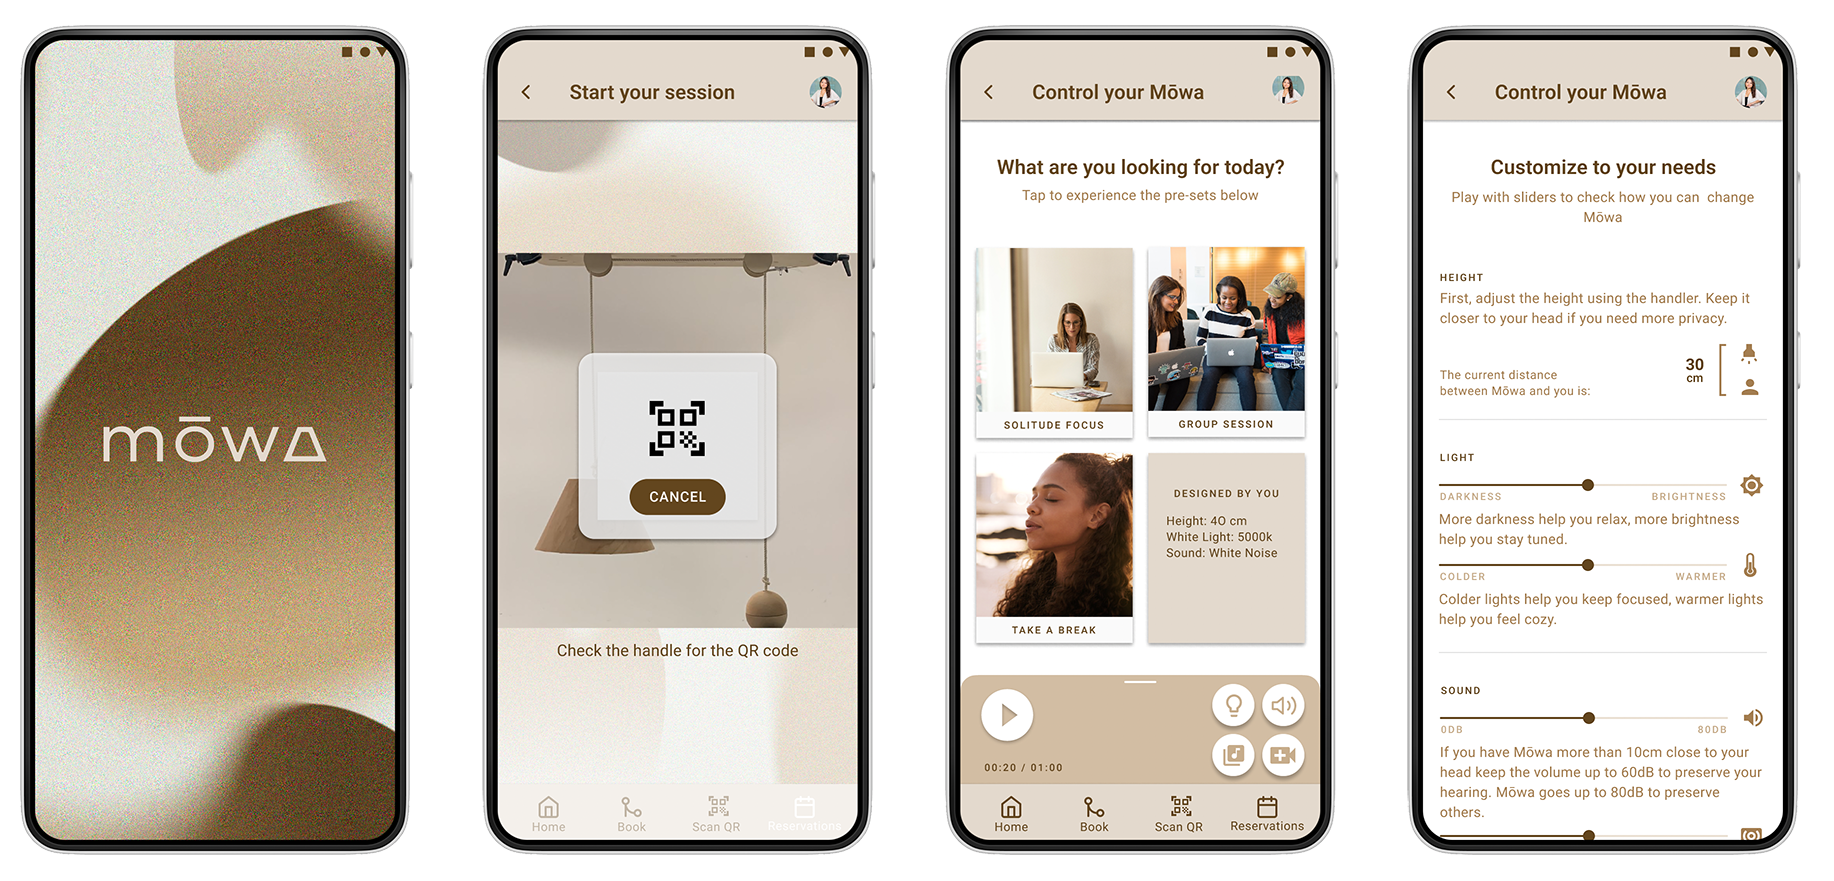 mōwa
Start your session
CANCEL
Check the handle for the QR code
Home
Book
Scan QR
Reservations
Control your Mōwa
What are you looking for today?
Tap to experience the pre-sets below
SOLITUDE FOCUS
GROUP SESSION
TAKE A BREAK
DESIGNED BY YOU
Height: 40 cm
White Light: 5000k
Sound: White Noise
00:20 / 01:00
Home
Book
Scan QR
Reservations
Control your Mōwa
Customize to your needs
Play with sliders to check how you can  change
Mōwa
HEIGHT
First, adjust the height using the handler. Keep it
closer to your head if you need more privacy.
The current distance
between Mōwa and you is:
30
cm
LIGHT
DARKNESS
BRIGHTNESS
More darkness help you relax, more brightness
help you stay tuned.
COLDER
WARMER
Colder lights help you keep focused, warmer lights
help you feel cozy.
SOUND
0DB
80DB
If you have Mōwa more than 10cm close to your
head keep the volume up to 60dB to preserve your
hearing. Mōwa goes up to 80dB to preserve
others.